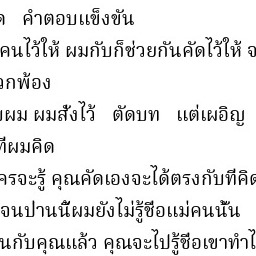 ด คำตอบแข็งขัน
คนไว้ให้ ผมกับก็ช่วยกันคัดไว้ให้ จ
วกพ้อง
ผม ผมสั่งไว้ ตัดบท แต่เผอิญ
ที่ผมคิด
ครจะรู้ คุณคัดเองจะได้ตรงกับที่คิด
จนปานนี้ผมยังไม่รู้ชื่อแม่คนนั้น
นกับคุณแล้ว คุณจะไปรู้ชื่อเขาทำไ